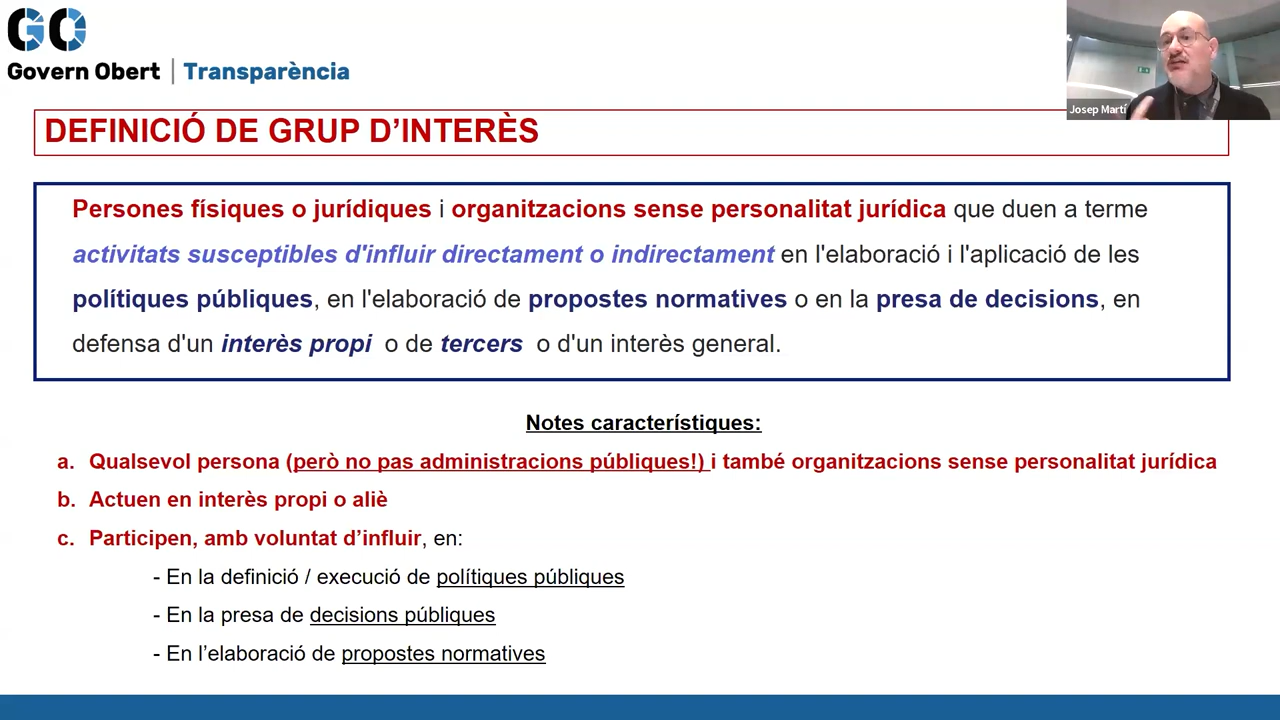 GO
Govern Obert | Transparència
Josep Martí
DEFINICIÓ DE GRUP D’INTERÈS
Persones físiques o jurídiques i organitzacions sense personalitat jurídica que duen a terme
activitats susceptibles d'influir directament o indirectament en l'elaboració i l'aplicació de les
polítiques públiques, en l'elaboració de propostes normatives o en la presa de decisions, en
defensa d'un interès propi o de tercers o d'un interès general.
Notes característiques:
a. Qualsevol persona (però no pas administracions públiques!) i també organitzacions sense personalitat jurídica
b. Actuen en interès propi o aliè
c. Participen, amb voluntat d’influir, en:
- En la definició / execució de polítiques públiques
- En la presa de decisions públiques
- En l’elaboració de propostes normatives